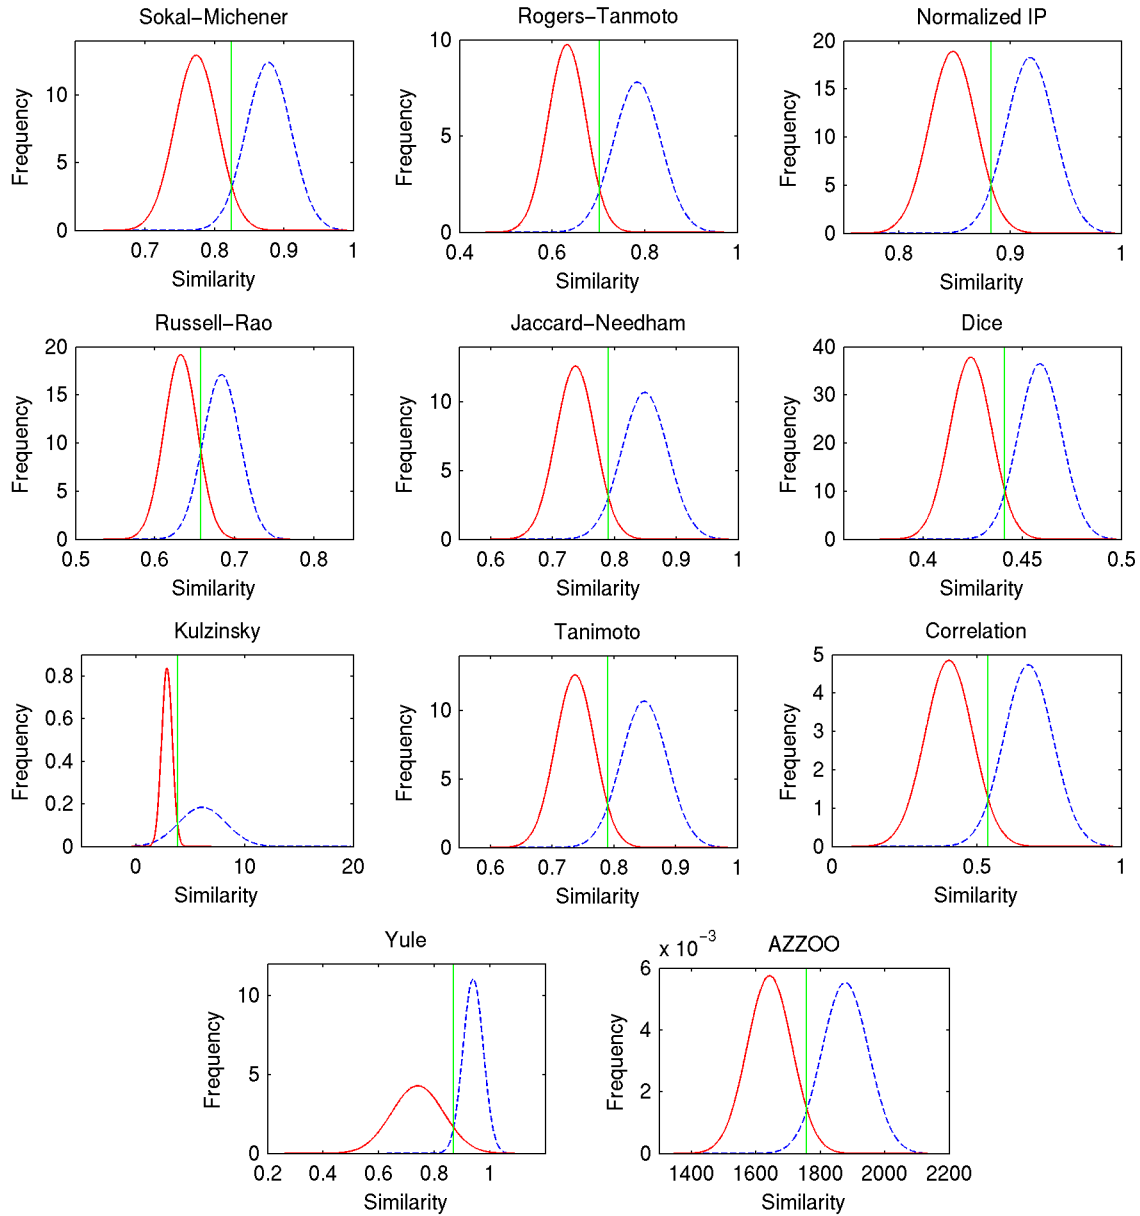 Sokal−Michener
Rogers−Tanmoto
Normalized IP
Frequency
10
5
0
0.7
0.8
0.9
1
Similarity
Frequency
10
5
0
0.4
0.6
0.8
1
Similarity
Frequency
20
15
10
5
0
0.8
0.9
1
Similarity
Russell−Rao
Jaccard−Needham
Dice
Frequency
20
15
10
5
0
0.5
0.6
0.7
0.8
Similarity
Frequency
10
5
0
0.6
0.7
0.8
0.9
1
Similarity
Frequency
40
30
20
10
0
0.4
0.45
0.5
Similarity
Kulzinsky
Tanimoto
Correlation
Frequency
0.8
0.6
0.4
0.2
0
0
10
20
Similarity
Frequency
10
5
0
0.6
0.7
0.8
0.9
1
Similarity
Frequency
5
4
3
2
1
0
0
0.5
1
Similarity
Yule
x 10−3
AZZOO
Frequency
10
5
0
0.2
0.4
0.6
0.8
1
Similarity
Frequency
6
4
2
0
1400
1600
1800
2000
2200
Similarity